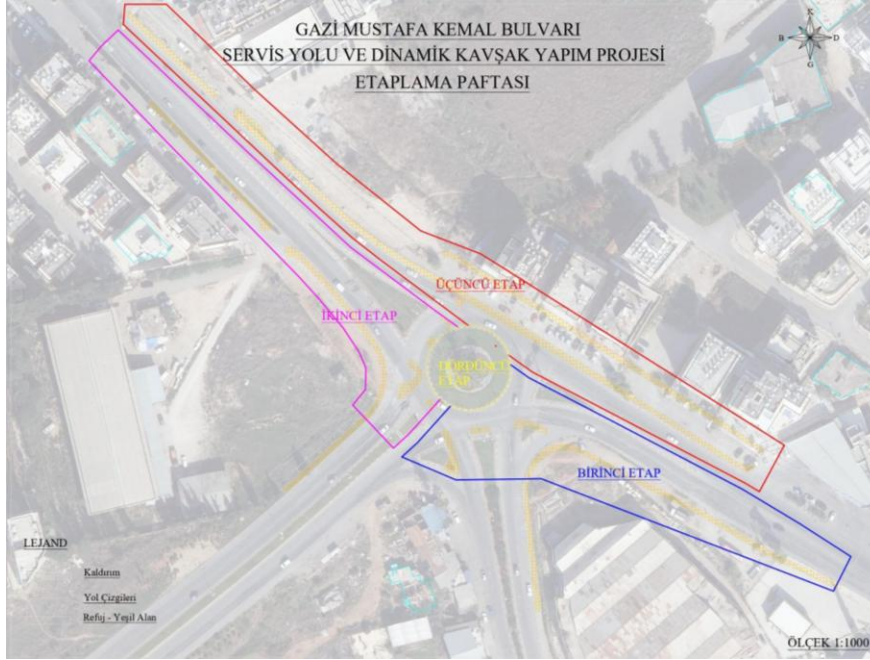 GAZİ MUSTAFA KEMAL BULVARI
SERVİS YOLU VE DİNAMİK KAVŞAK YAPIM PROJESİ
ETAPLAMA PAFTASI
K
B
D
G
ÜÇÜNCÜ ETAP
İKİNCİ ETAP
DÖRDÜNCÜ
ETAP
BİRİNCİ ETAP
LEJAND
Kaldırım
Yol Çizgileri
Refuj - Yeşil Alan
ÖLÇEK 1:1000